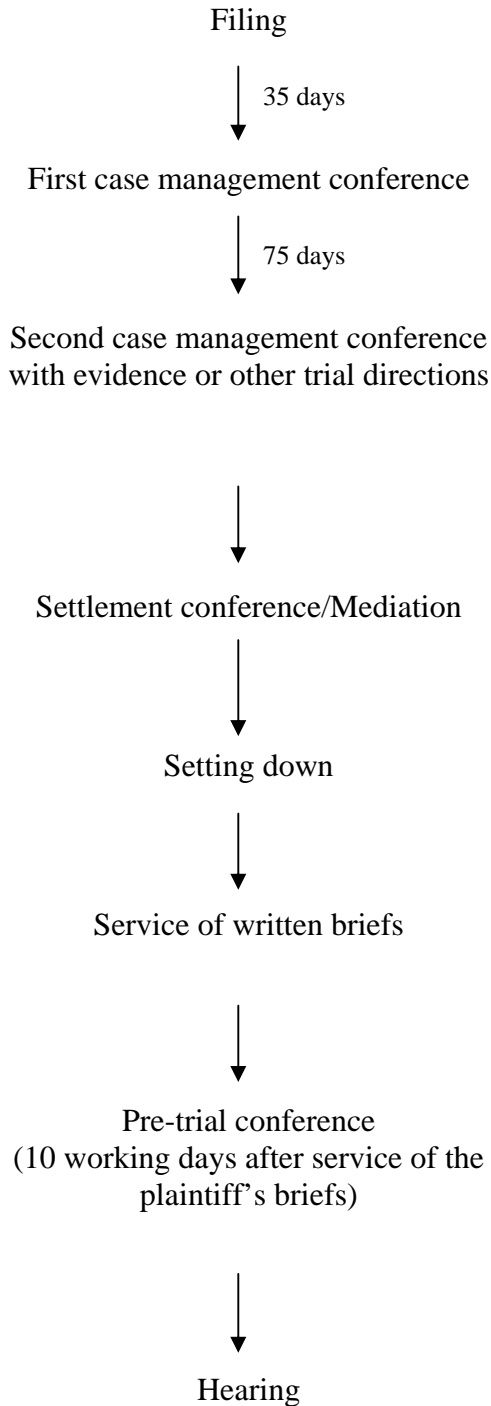 Filing
35 days
First case management conference
75 days
Second case management conference
with evidence or other trial directions
Settlement conference/Mediation
Setting down
Service of written briefs
Pre-trial conference
(10 working days after service of the
plaintiff’s briefs)
Hearing